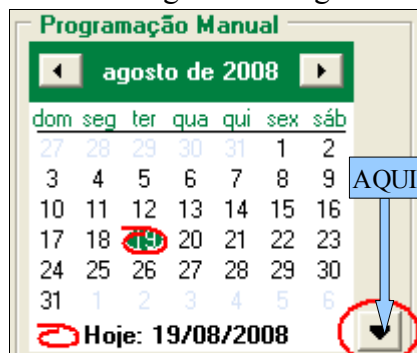 Programação Manual
agosto de 2008
dom seg ter qua qui sex sáb
27 28 29 30 31 1 2
3 4 5 6 7 8 9
AQUI
10 11 12 13 14 15 16
17 18 19 20 21 22 23
24 25 26 27 28 29 30
31 1 2 3 4 5 6
Hoje: 19/08/2008